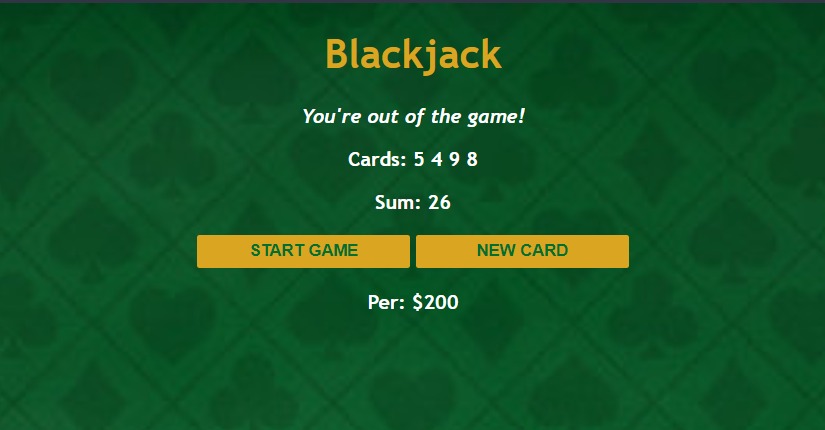 Blackjack
You're out of the game!
Cards: 5 4 9 8
Sum: 26
START GAME NEW CARD
Per: $200